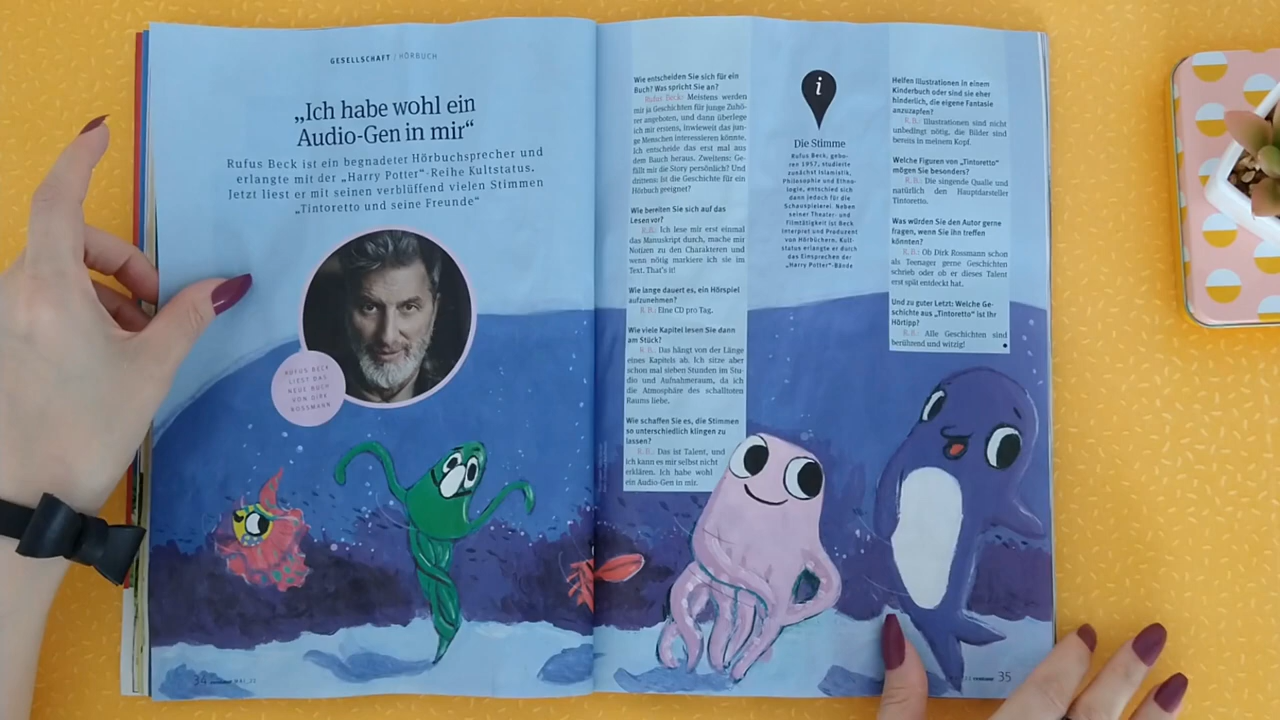 GESELLSCHAFT / HÖRBUCH
„Ich habe wohl ein
Audio-Gen in mir“
Rufus Beck ist ein begnadeter Hörbuchsprecher und
erlangte mit der „Harry Potter“-Reihe Kultstatus.
Jetzt liest er mit seinen verblüffend vielen Stimmen
„Tintoretto und seine Freunde“
RUFUS BECK
LIEST DAS
NEUE BUCH
VON DIRK
ROSSMANN
34
MAI_22
Wie entscheiden Sie sich für ein
Buch? Was spricht Sie an?
Rufus Beck: Meistens werden
mir ja Geschichten für junge Zuhö-
rer angeboten, und dann überlege
ich mir erstens, inwieweit das jun-
ge Menschen interessieren könnte.
Ich entscheide das erst mal aus
dem Bauch heraus. Zweitens: Ge-
fällt mit die Story persönlich? Und
drittens: Ist die Geschichte für ein
Hörbuch geeignet?
Wie bereiten Sie sich auf das
Lesen vor?
R.B.: Ich lese mir erst einmal
das Manuskript durch, mache mir
Notizen zu den Charakteren und
wenn nötig markiere ich sie im
Text. That's it!
Wie lange dauert es, ein Hörspiel
aufzunehmen?
R.B.: Eine CD pro Tag.
Wie viele Kapitel lesen Sie dann
am Stück?
R.B.: Das hängt von der Länge
eines Kapitels ab. Ich sitze aber
schon mal sieben Stunden im Stu-
dio und Aufnahmeraum, da ich
die Atmosphäre des schalltoten
Raums liebe.
Wie schaffen Sie es, die Stimmen
so unterschiedlich klingen zu
lassen?
R.B.: Das ist Talent, und
ich kann es mir selbst nicht
erklären. Ich habe wohl
ein Audio-Gen in mir.
i
Die Stimme
Rufus Beck, gebo-
ren 1957, studierte
zunächst Islamistik,
Philosophie und Ethno-
logie, entschied sich
dann jedoch für die
Schauspielerei. Neben
seiner Theater- und
Filmtätigkeit ist Beck
Interpret und Produzent
von Hörbüchern. Kult-
status erlangte er durch
das Einsprechen der
„Harry Potter“-Bände
Helfen Illustrationen in einem
Kinderbuch oder sind sie eher
hinderlich, die eigene Fantasie
anzuzapfen?
R.B.: Illustrationen sind nicht
unbedingt nötig, die Bilder sind
bereits in meinem Kopf.
Welche Figuren von „Tintoretto“
mögen Sie besonders?
R.B.: Die singende Qualle und
natürlich den Hauptdarsteller
Tintoretto.
Was würden Sie den Autor gerne
fragen, wenn Sie ihn treffen
könnten?
R.B.: Ob Dirk Rossmann schon
als Teenager gerne Geschichten
schrieb oder ob er dieses Talent
erst spät entdeckt hat.
Und zu guter Letzt: Welche Ge-
schichte aus „Tintoretto“ ist Ihr
Hörtipp?
R.B.: Alle Geschichten sind
berührend und witzig!
35